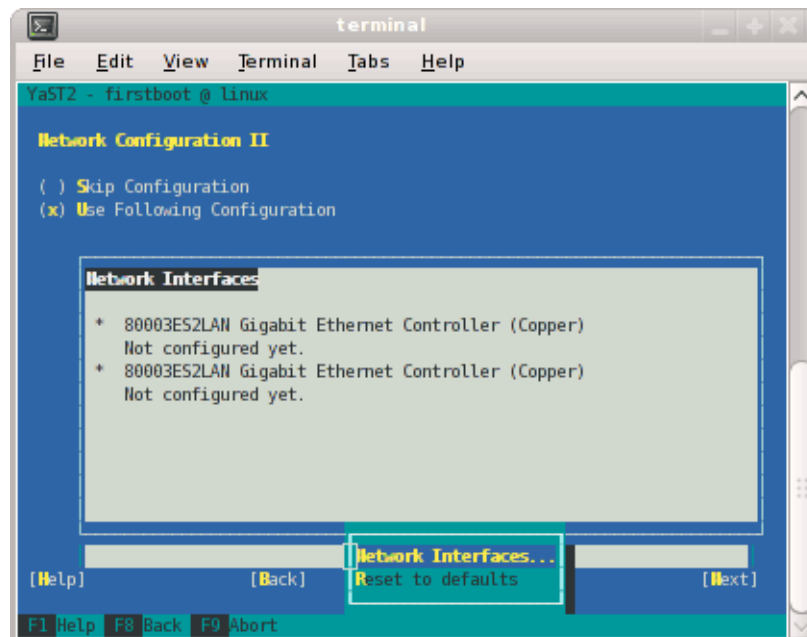 terminal
File Edit View Terminal Tabs Help
YaST2 - firstboot @ linux
Network Configuration II
( ) Skip Configuration
(x) Use Following Configuration
Network Interfaces
* 80003ES2LAN Gigabit Ethernet Controller (Copper)
Not configured yet.
* 80003ES2LAN Gigabit Ethernet Controller (Copper)
Not configured yet.
Network Interfaces...
[Help] [Back] Reset to defaults [Next]
F1 Help F8 Back F9 Abort